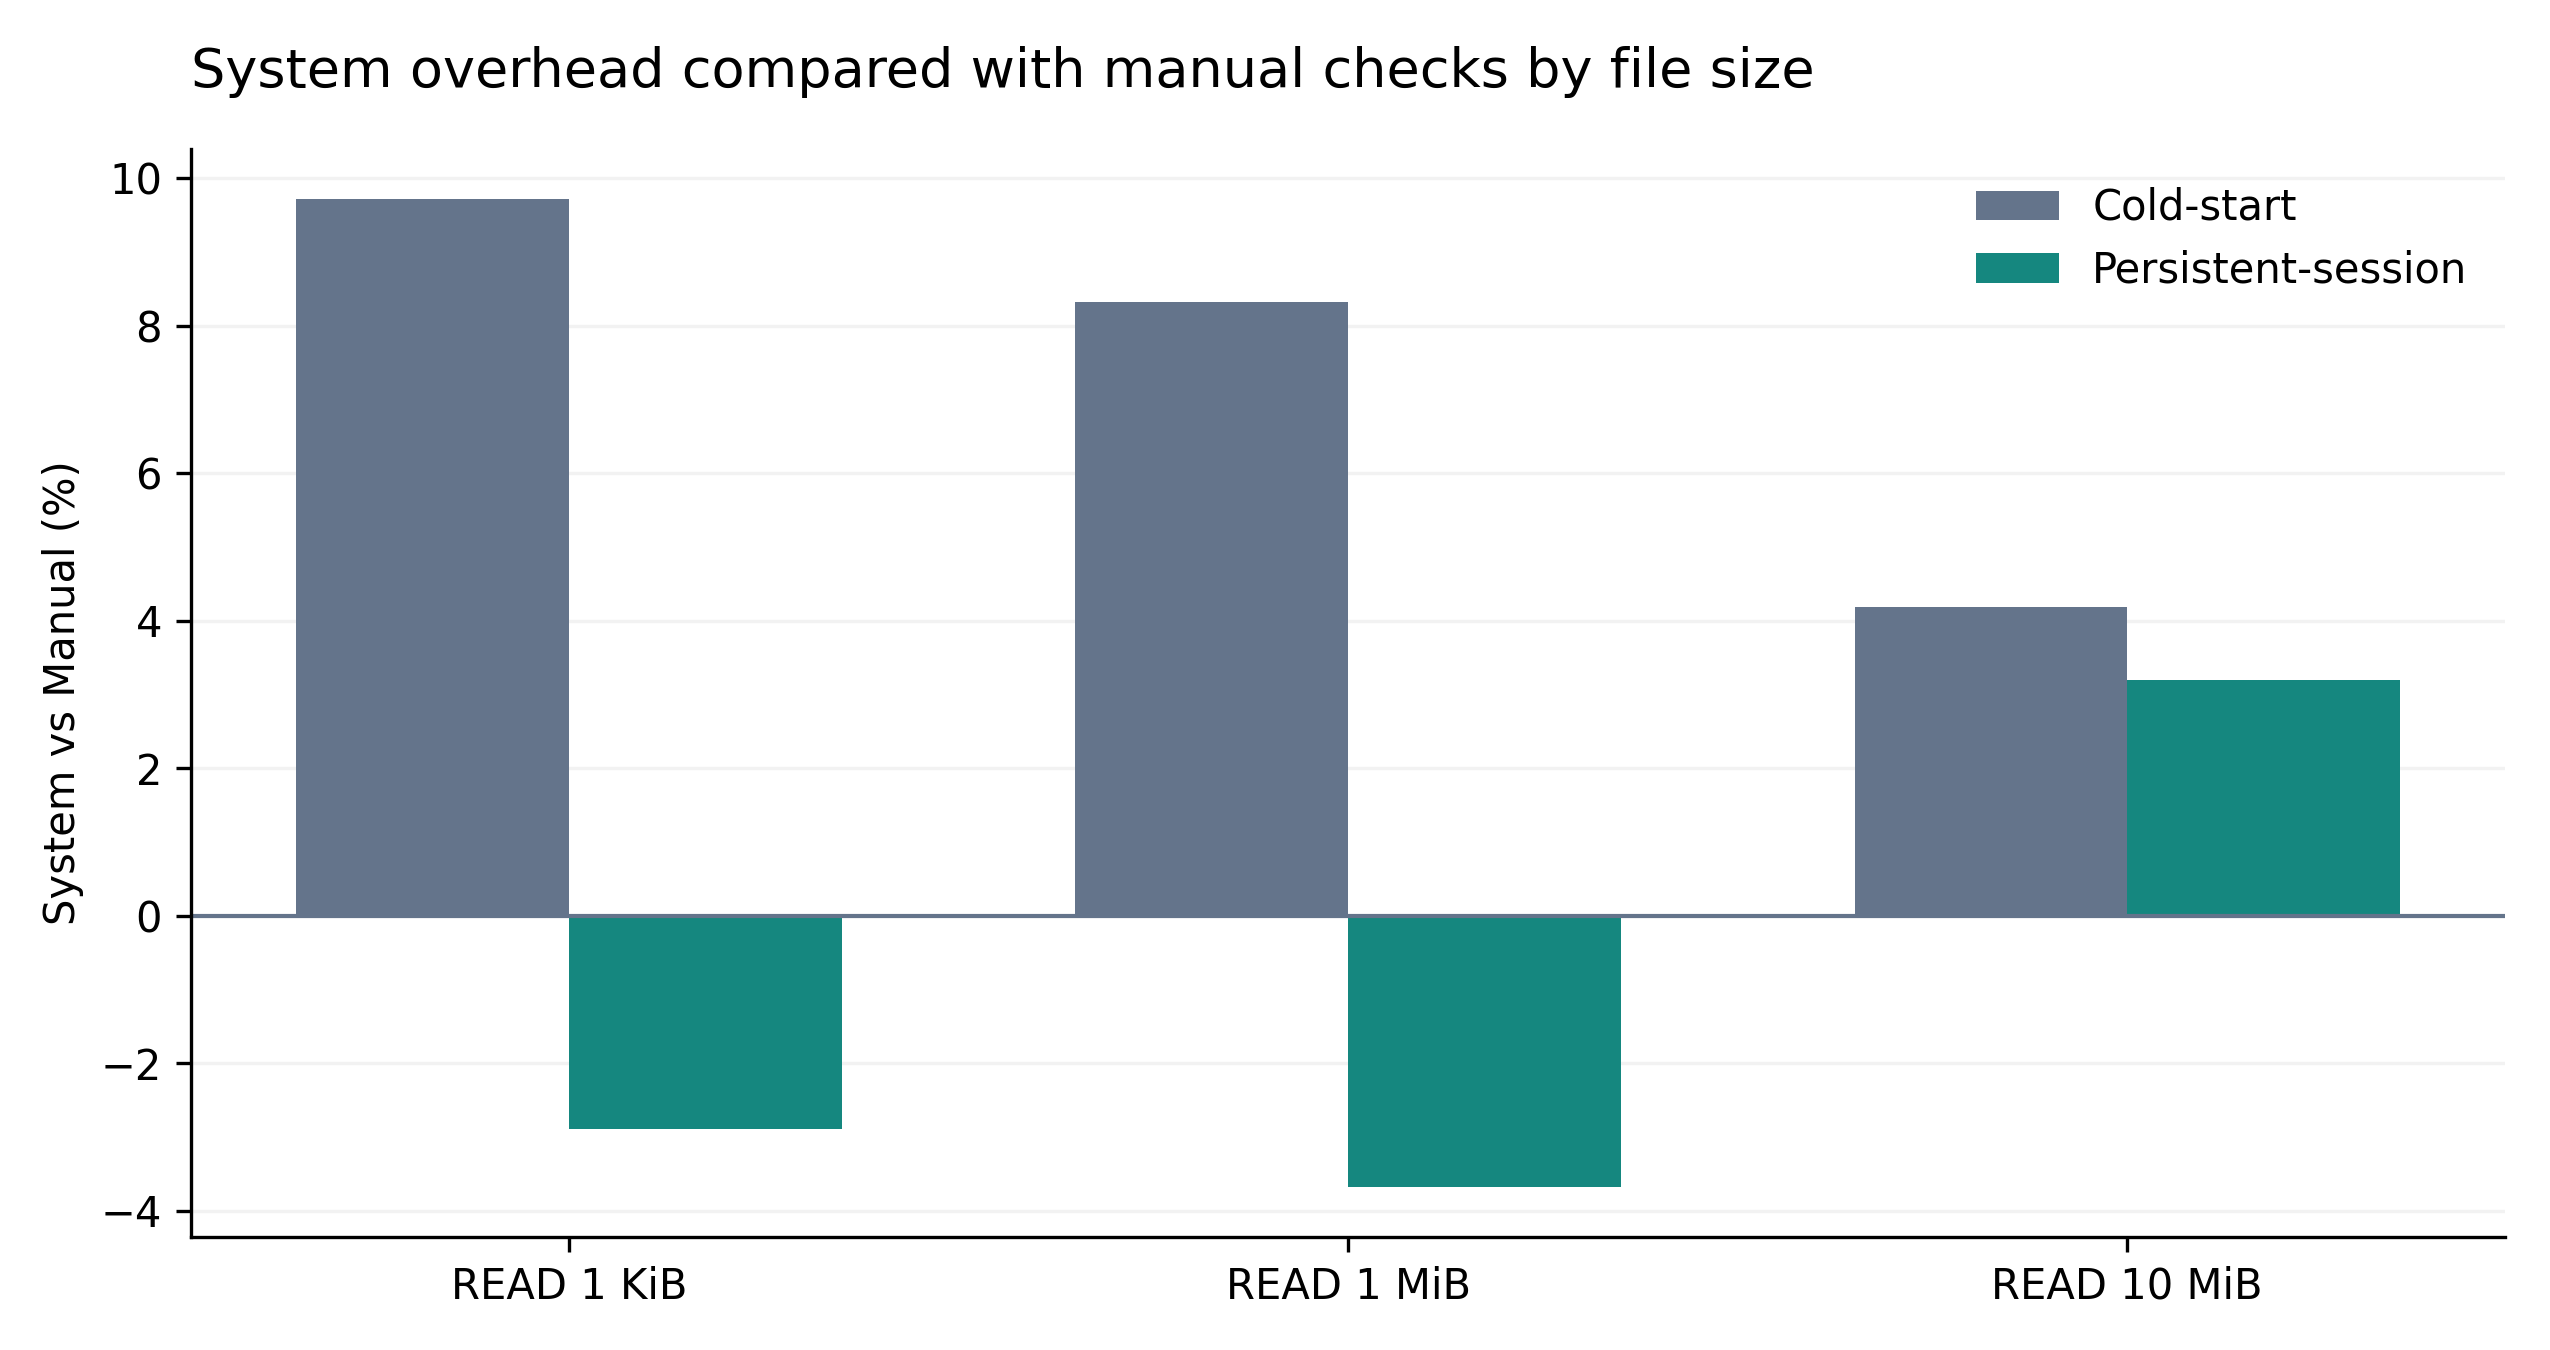 System overhead compared with manual checks by file size
System vs Manual (%)
10
8
6
4
2
0
−2
−4
Cold-start
Persistent-session
READ 1 KiB
READ 1 MiB
READ 10 MiB